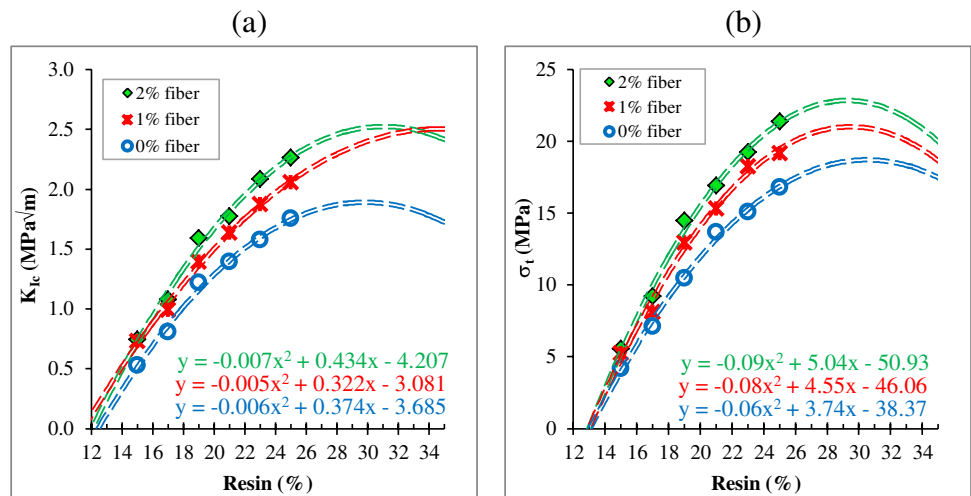 (a)
3.0
2.5
2.0
1.5
1.0
0.5
0.0
K_Ic (MPa√m)
2% fiber
1% fiber
0% fiber
y = -0.007x² + 0.434x - 4.207
y = -0.005x² + 0.322x - 3.081
y = -0.006x² + 0.374x - 3.685
12 14 16 18 20 22 24 26 28 30 32 34
Resin (%)
(b)
25
20
15
10
5
0
σ_t (MPa)
2% fiber
1% fiber
0% fiber
y = -0.09x² + 5.04x - 50.93
y = -0.08x² + 4.55x - 46.06
y = -0.06x² + 3.74x - 38.37
12 14 16 18 20 22 24 26 28 30 32 34
Resin (%)